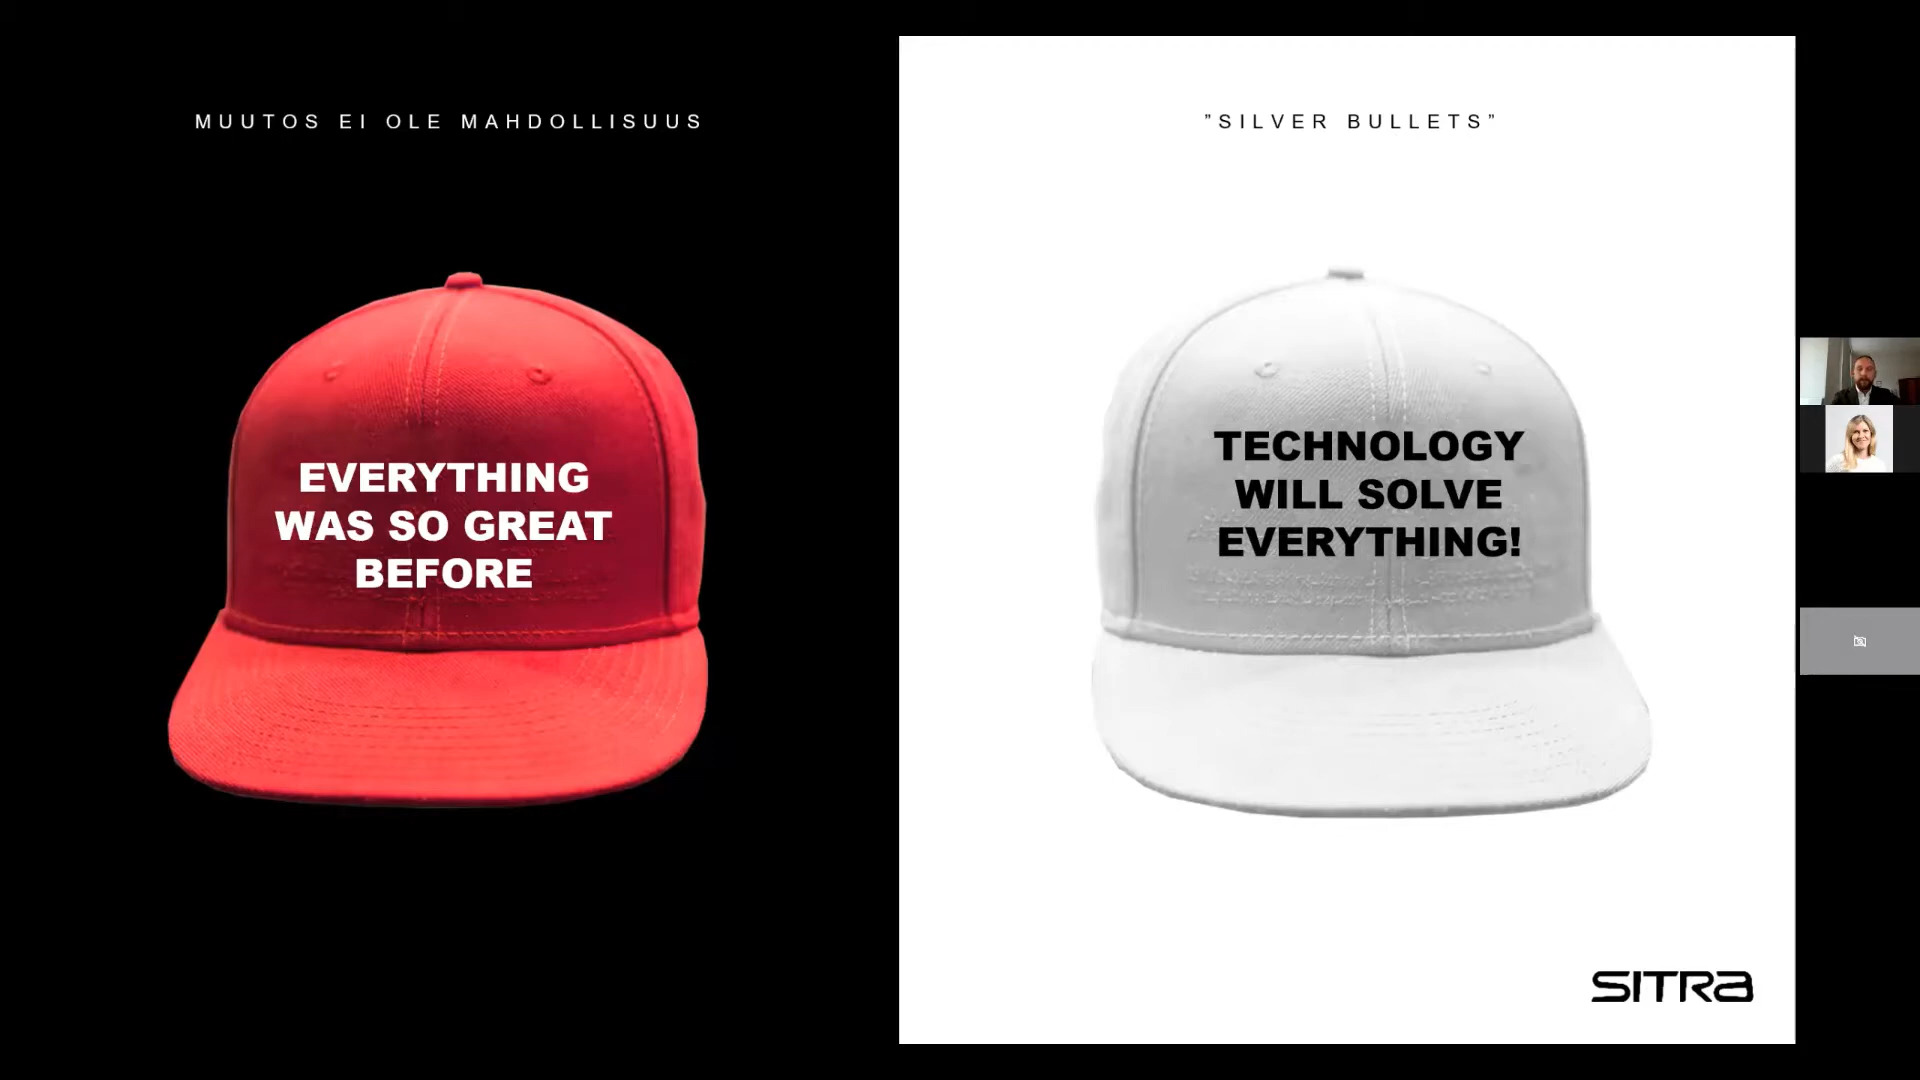 MUUTOS EI OLE MAHDOLLISUUS
EVERYTHING
WAS SO GREAT
BEFORE
”SILVER BULLETS”
TECHNOLOGY
WILL SOLVE
EVERYTHING!
SITRA